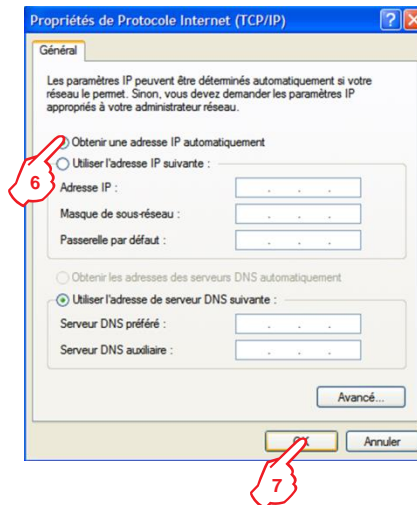 Propriétés de Protocole Internet (TCP/IP)
Général
Les paramètres IP peuvent être déterminés automatiquement si votre
réseau le permet. Sinon, vous devez demander les paramètres IP
appropriés à votre administrateur réseau.
Obtenir une adresse IP automatiquement
Utiliser l'adresse IP suivante :
6
Adresse IP :
Masque de sous-réseau :
Passerelle par défaut :
Obtenir les adresses des serveurs DNS automatiquement
Utiliser l'adresse de serveur DNS suivante :
Serveur DNS préféré :
Serveur DNS auxiliaire :
Avancé...
OK
Annuler
7